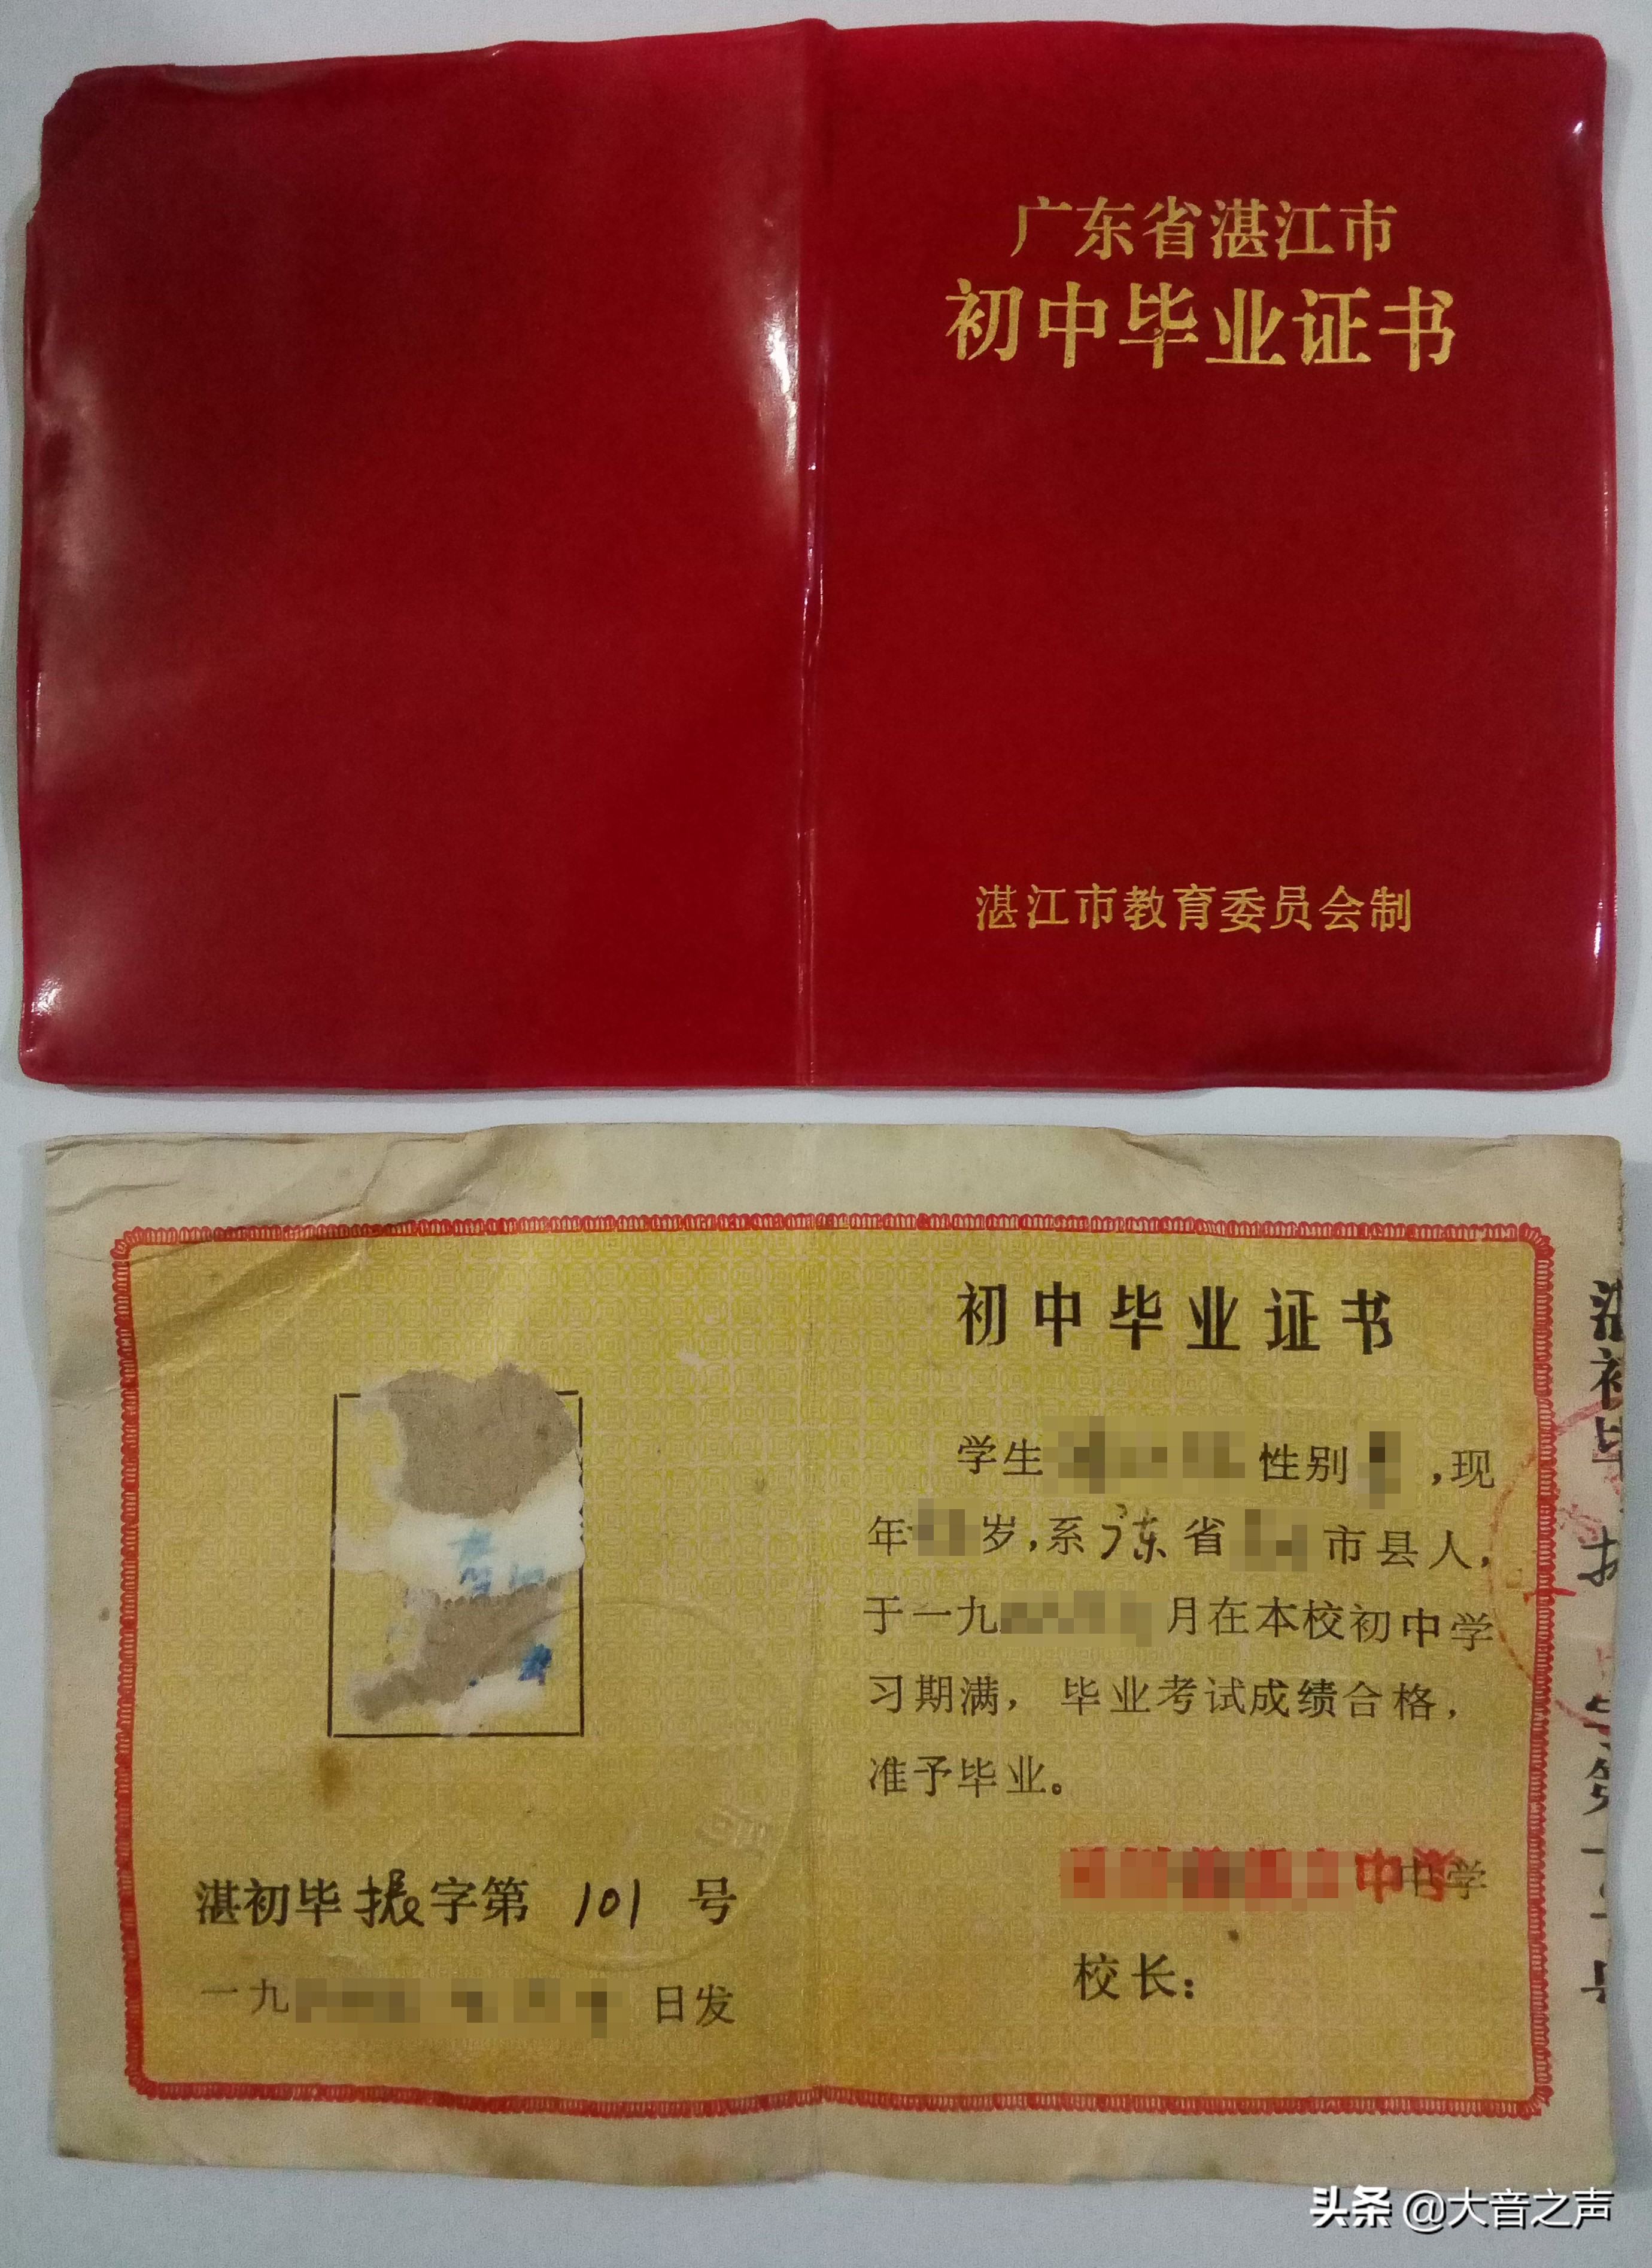 广东省湛江市
初中毕业证书
湛江市教育委员会制
初中毕业证书
学生 性别 ,现
年 岁,系广东省 市县人,
于一九 月在本校初中学
习期满, 毕业考试成绩合格,
准予毕业。
中学
校长:
湛初毕振字第 101 号
一九 日发
头条 @大音之声